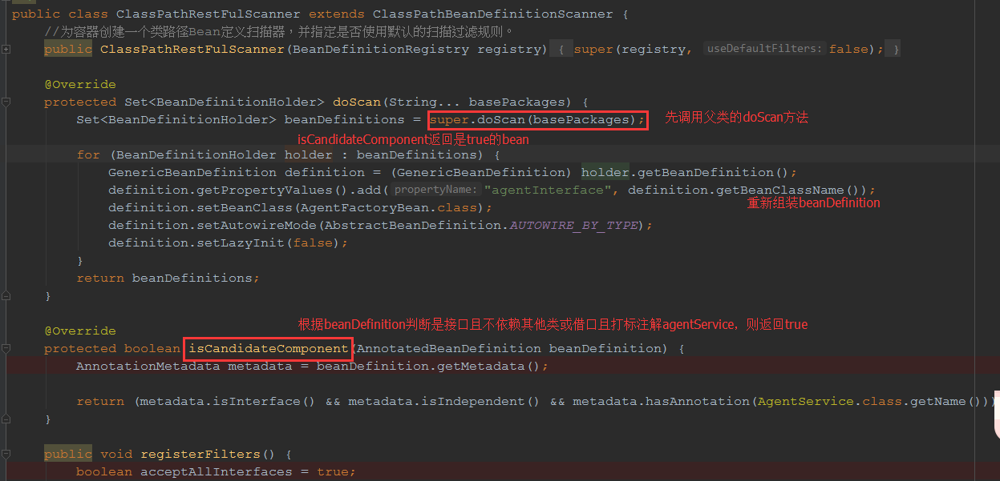 public class ClassPathRestFulScanner extends ClassPathBeanDefinitionScanner {
//为容器创建一个类路径Bean定义扫描器，并指定是否使用默认的扫描过滤规则。
public ClassPathRestFulScanner(BeanDefinitionRegistry registry) { super(registry, useDefaultFilters: false); }
@Override
protected Set<BeanDefinitionHolder> doScan(String... basePackages) {
Set<BeanDefinitionHolder> beanDefinitions = super.doScan(basePackages); 先调用父类的doScan方法
isCandidateComponent返回是true的bean
for (BeanDefinitionHolder holder : beanDefinitions) {
GenericBeanDefinition definition = (GenericBeanDefinition) holder.getBeanDefinition();
definition.getPropertyValues().add( propertyName: "agentInterface", definition.getBeanClassName());
重新组装beanDefinition
definition.setBeanClass(AgentFactoryBean.class);
definition.setAutowireMode(AbstractBeanDefinition.AUTOWIRE_BY_TYPE);
definition.setLazyInit(false);
}
return beanDefinitions;
}
根据beanDefinition判断是接口且不依赖其他类或借口且打标注解agentService，则返回true
@Override
protected boolean isCandidateComponent(AnnotatedBeanDefinition beanDefinition) {
AnnotationMetadata metadata = beanDefinition.getMetadata();
return (metadata.isInterface() && metadata.isIndependent() && metadata.hasAnnotation(AgentService.class.getName()))
}
public void registerFilters() {
boolean acceptAllInterfaces = true;